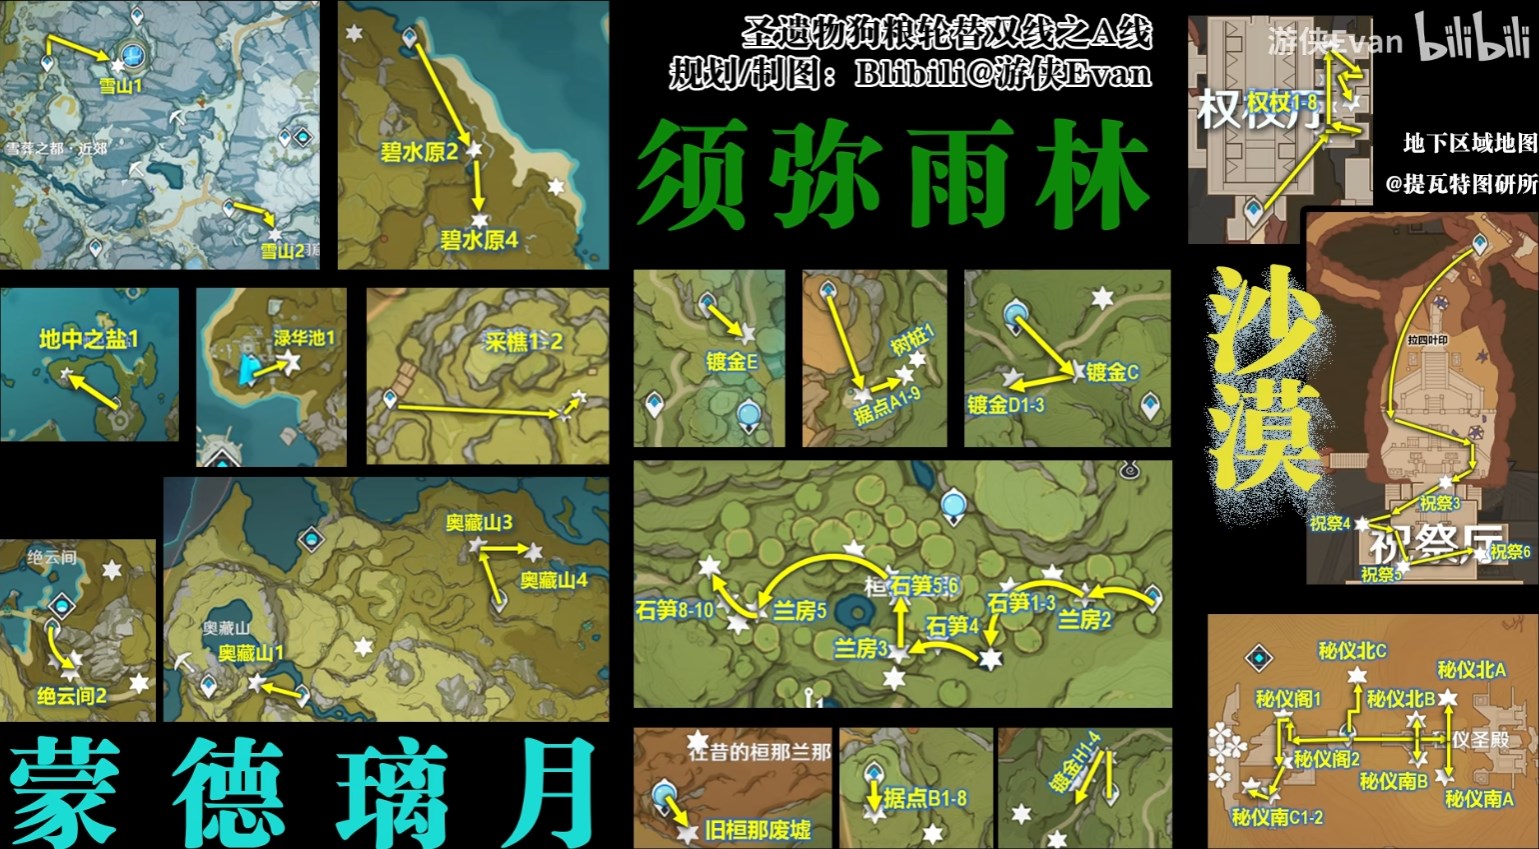 圣遗物狗粮轮替双线之A线
规划/制图：Blibili@游侠Evan
游侠Evan bilibili
雪山1
雪葬之都·近郊
雪山2
碧水原2
碧水原4
地中之盐1
渌华池1
采樵1-2
绝云间
绝云间2
奥藏山3
奥藏山4
奥藏山
奥藏山1
蒙德璃月
须弥雨林
镀金E
树桩1
据点A1-9
镀金C
镀金D1-3
石笋8-10
兰房5
桓
石笋5-6
石笋1-3
兰房2
石笋4
兰房3
往昔的桓那兰那
旧桓那废墟
据点B1-8
镀金H1-4
权杖厅
权杖1-8
地下区域地图
@提瓦特图研所
沙漠
拉四叶印
祝祭3
祝祭4
祝祭厅
祝祭5
祝祭6
秘仪北C
秘仪北A
秘仪阁1
秘仪北B
仪圣殿
秘仪阁2
秘仪南B
秘仪南A
秘仪南C1-2